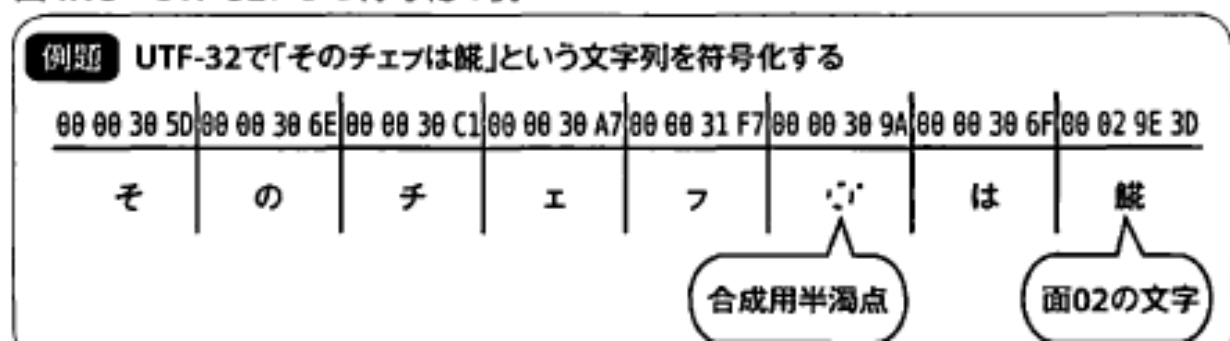 例題 UTF-32で「そのチェㇷ゚は𩸽」という文字列を符号化する
00 00 30 5D 00 00 30 6E 00 00 30 C1 00 00 30 A7 00 00 31 F7 00 00 30 9A 00 00 30 6F 00 02 9E 3D
そ の チ ェ ㇷ ゚ は 𩸽
合成用半濁点 面02の文字